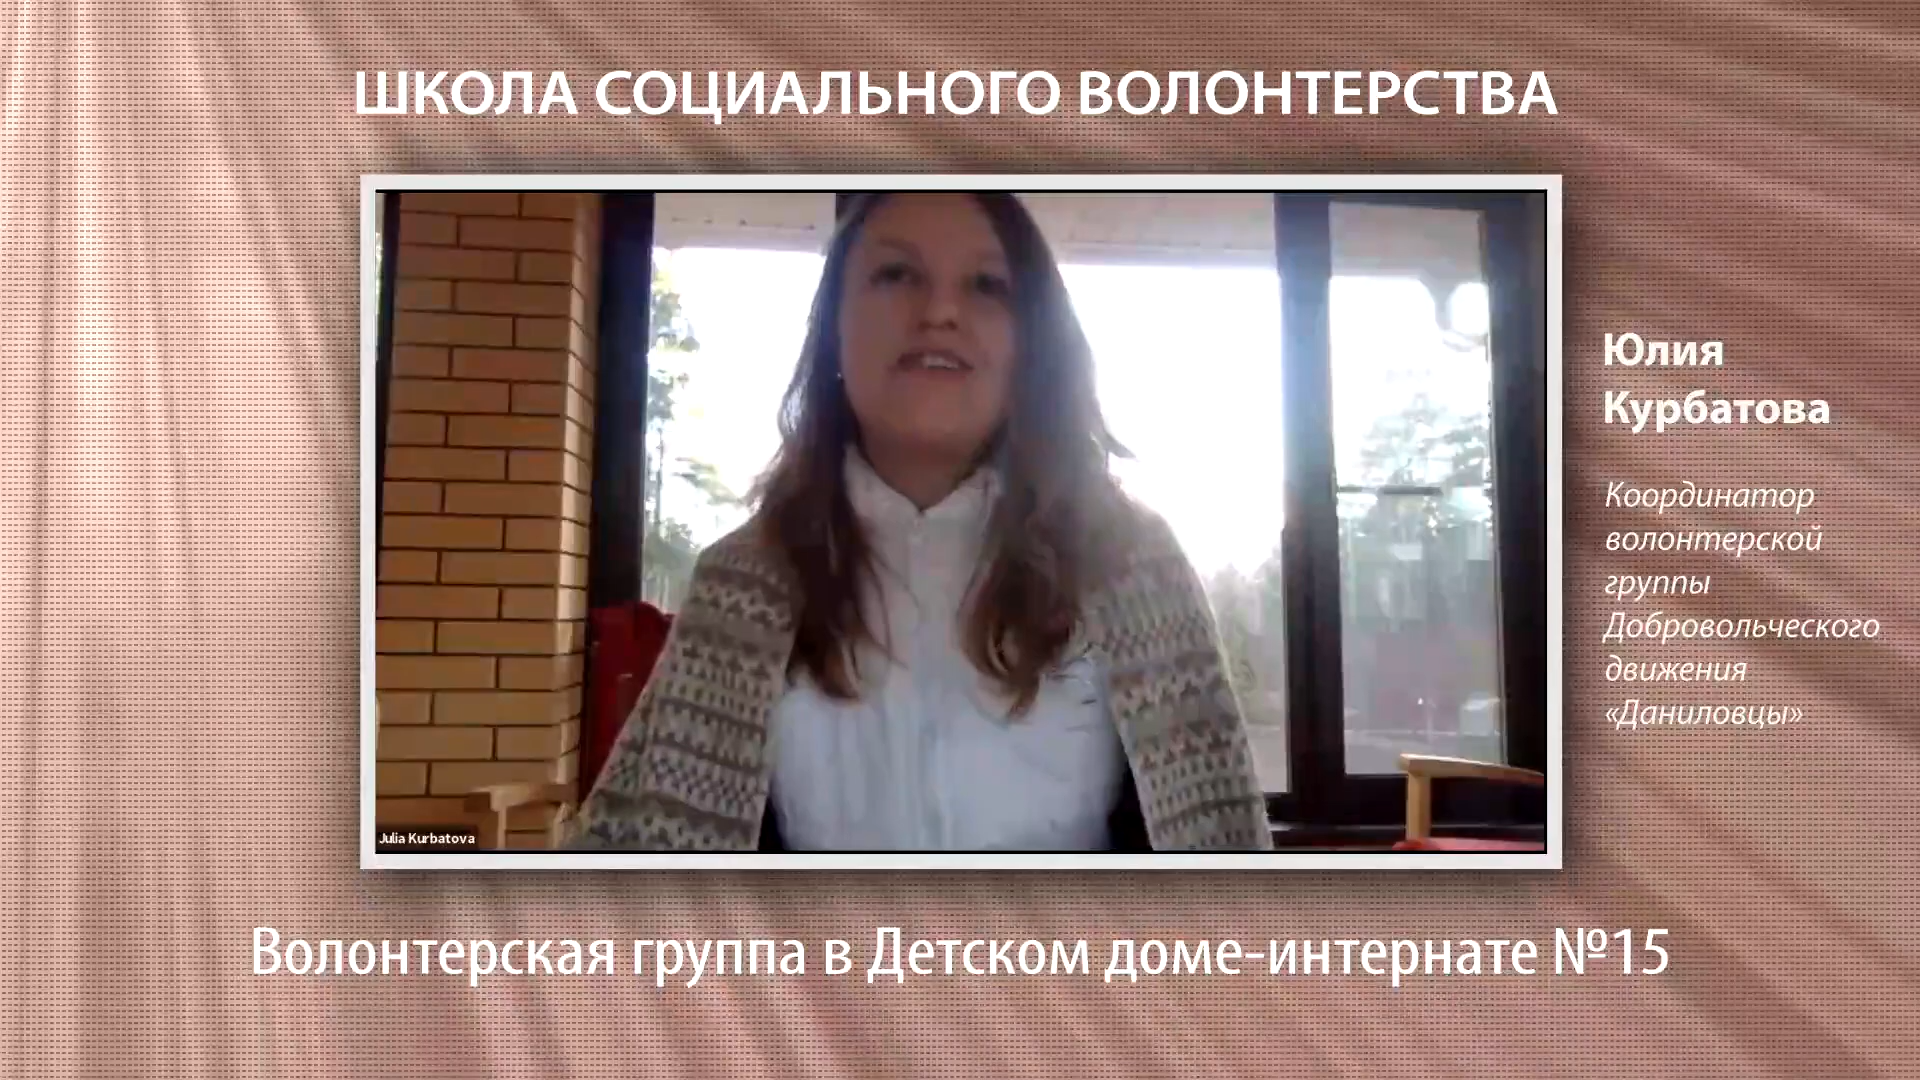 ШКОЛА СОЦИАЛЬНОГО ВОЛОНТЕРСТВА
Юлия
Курбатова
Координатор
волонтерской
группы
Добровольческого
движения
«Даниловцы»
Julia Kurbatova
Волонтерская группа в Детском доме-интернате №15